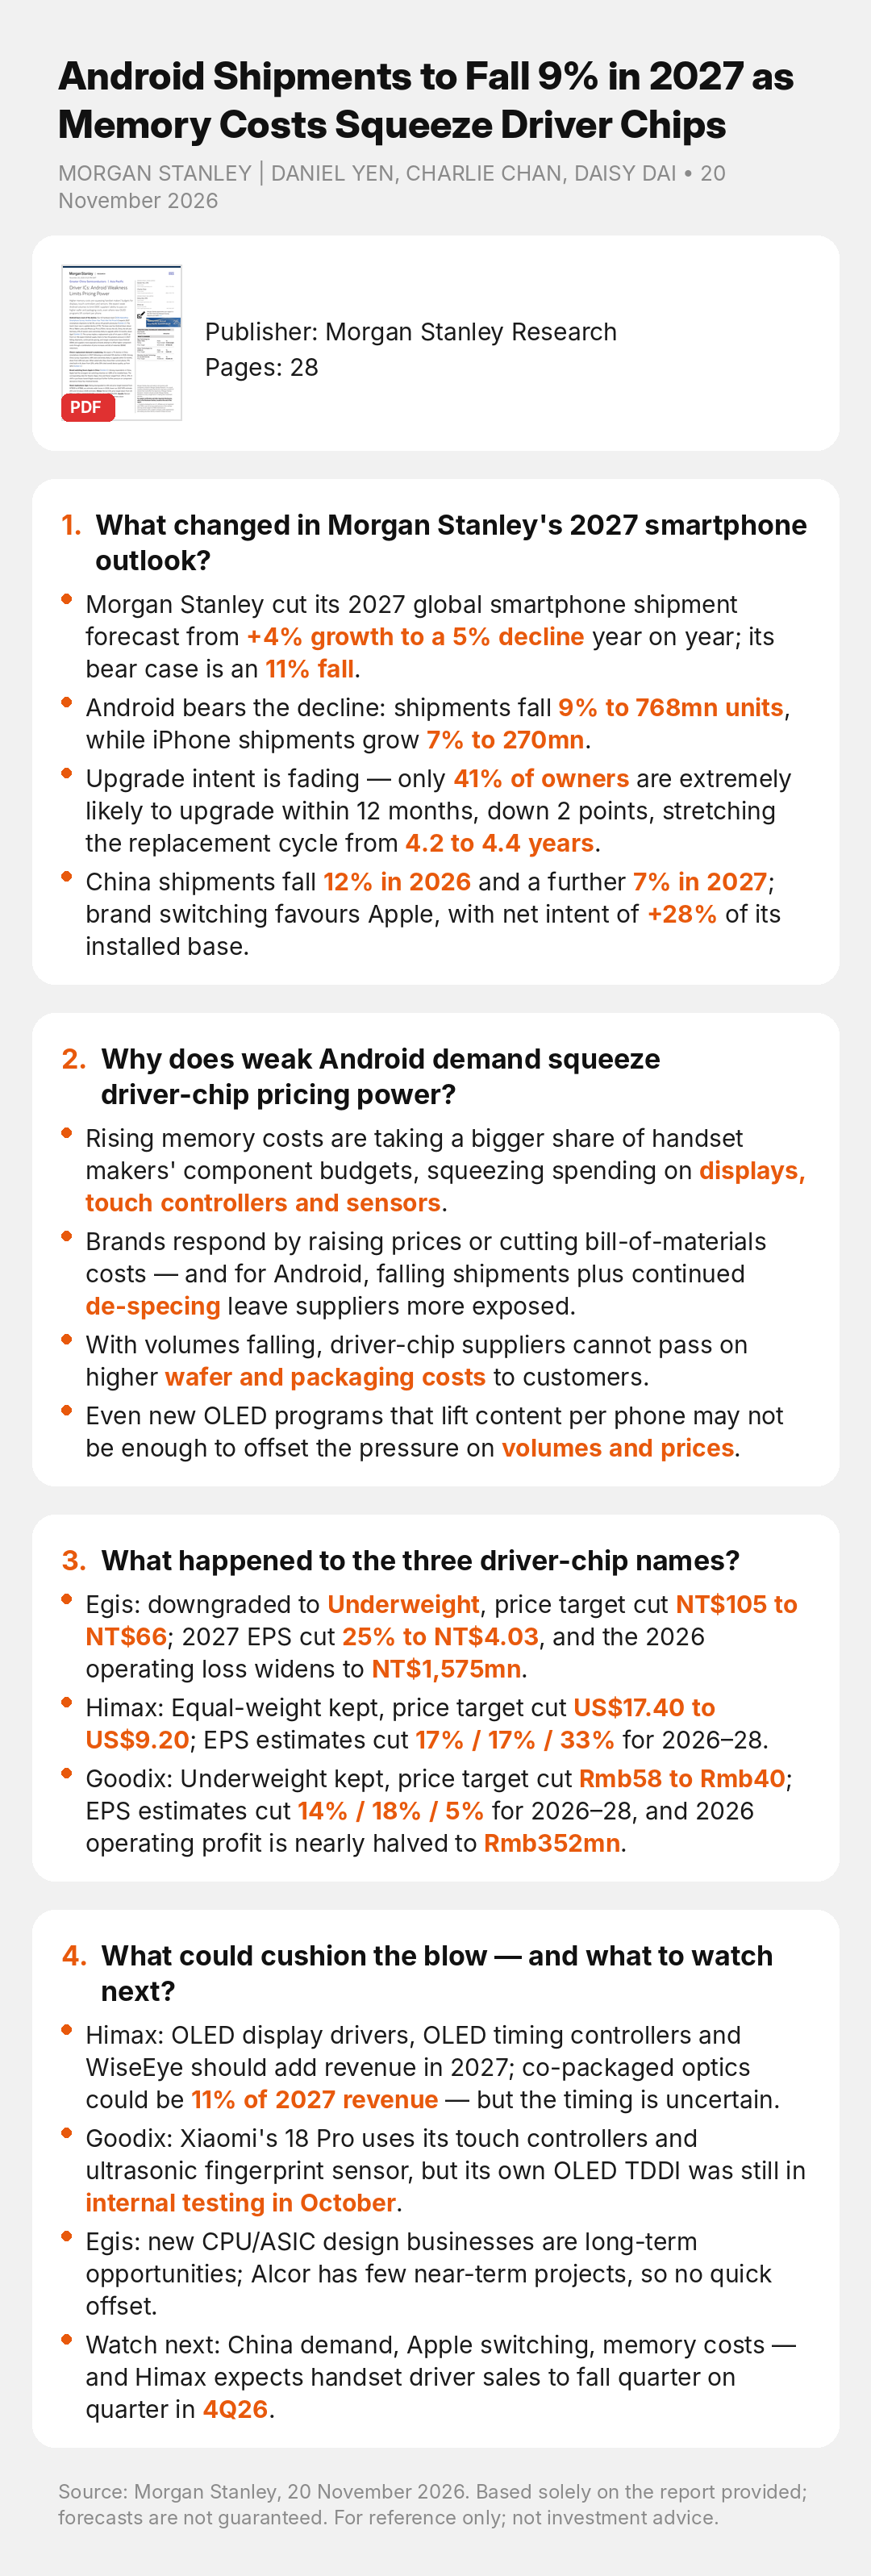 Android Shipments to Fall 9% in 2027 as
Memory Costs Squeeze Driver Chips
MORGAN STANLEY | DANIEL YEN, CHARLIE CHAN, DAISY DAI • 20
November 2026
Morgan Stanley
Driver ICs: Android Weakness
Limits Pricing Power
PDF
Publisher: Morgan Stanley Research
Pages: 28
1. What changed in Morgan Stanley's 2027 smartphone
outlook?
• Morgan Stanley cut its 2027 global smartphone shipment
forecast from +4% growth to a 5% decline year on year; its
bear case is an 11% fall.
• Android bears the decline: shipments fall 9% to 768mn units,
while iPhone shipments grow 7% to 270mn.
• Upgrade intent is fading — only 41% of owners are extremely
likely to upgrade within 12 months, down 2 points, stretching
the replacement cycle from 4.2 to 4.4 years.
• China shipments fall 12% in 2026 and a further 7% in 2027;
brand switching favours Apple, with net intent of +28% of its
installed base.
2. Why does weak Android demand squeeze
driver-chip pricing power?
• Rising memory costs are taking a bigger share of handset
makers' component budgets, squeezing spending on displays,
touch controllers and sensors.
• Brands respond by raising prices or cutting bill-of-materials
costs — and for Android, falling shipments plus continued
de-specing leave suppliers more exposed.
• With volumes falling, driver-chip suppliers cannot pass on
higher wafer and packaging costs to customers.
• Even new OLED programs that lift content per phone may not
be enough to offset the pressure on volumes and prices.
3. What happened to the three driver-chip names?
• Egis: downgraded to Underweight, price target cut NT$105 to
NT$66; 2027 EPS cut 25% to NT$4.03, and the 2026
operating loss widens to NT$1,575mn.
• Himax: Equal-weight kept, price target cut US$17.40 to
US$9.20; EPS estimates cut 17% / 17% / 33% for 2026–28.
• Goodix: Underweight kept, price target cut Rmb58 to Rmb40;
EPS estimates cut 14% / 18% / 5% for 2026–28, and 2026
operating profit is nearly halved to Rmb352mn.
4. What could cushion the blow — and what to watch
next?
• Himax: OLED display drivers, OLED timing controllers and
WiseEye should add revenue in 2027; co-packaged optics
could be 11% of 2027 revenue — but the timing is uncertain.
• Goodix: Xiaomi's 18 Pro uses its touch controllers and
ultrasonic fingerprint sensor, but its own OLED TDDI was still in
internal testing in October.
• Egis: new CPU/ASIC design businesses are long-term
opportunities; Alcor has few near-term projects, so no quick
offset.
• Watch next: China demand, Apple switching, memory costs —
and Himax expects handset driver sales to fall quarter on
quarter in 4Q26.
Source: Morgan Stanley, 20 November 2026. Based solely on the report provided;
forecasts are not guaranteed. For reference only; not investment advice.